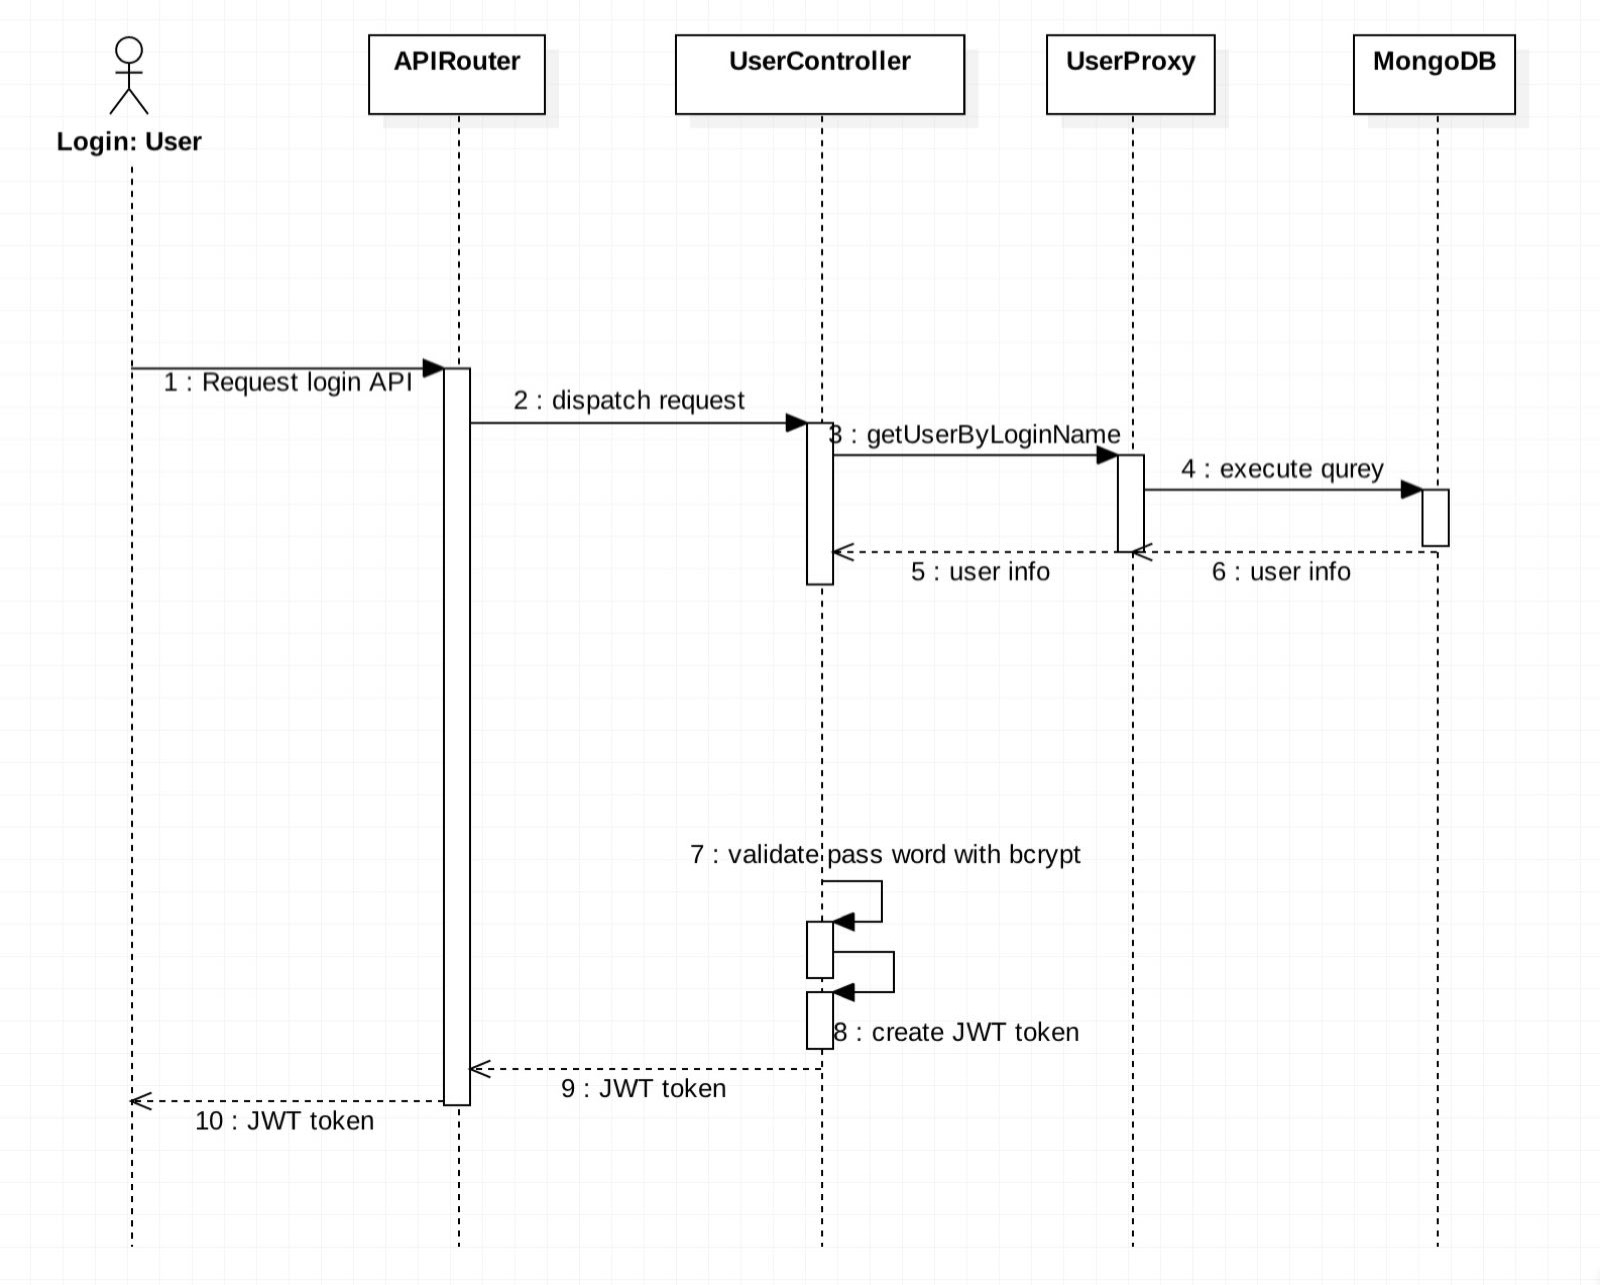 APIRouter
UserController
UserProxy
MongoDB
Login: User
1 : Request login API
2 : dispatch request
3 : getUserByLoginName
4 : execute qurey
5 : user info
6 : user info
7 : validate pass word with bcrypt
8 : create JWT token
9 : JWT token
10 : JWT token